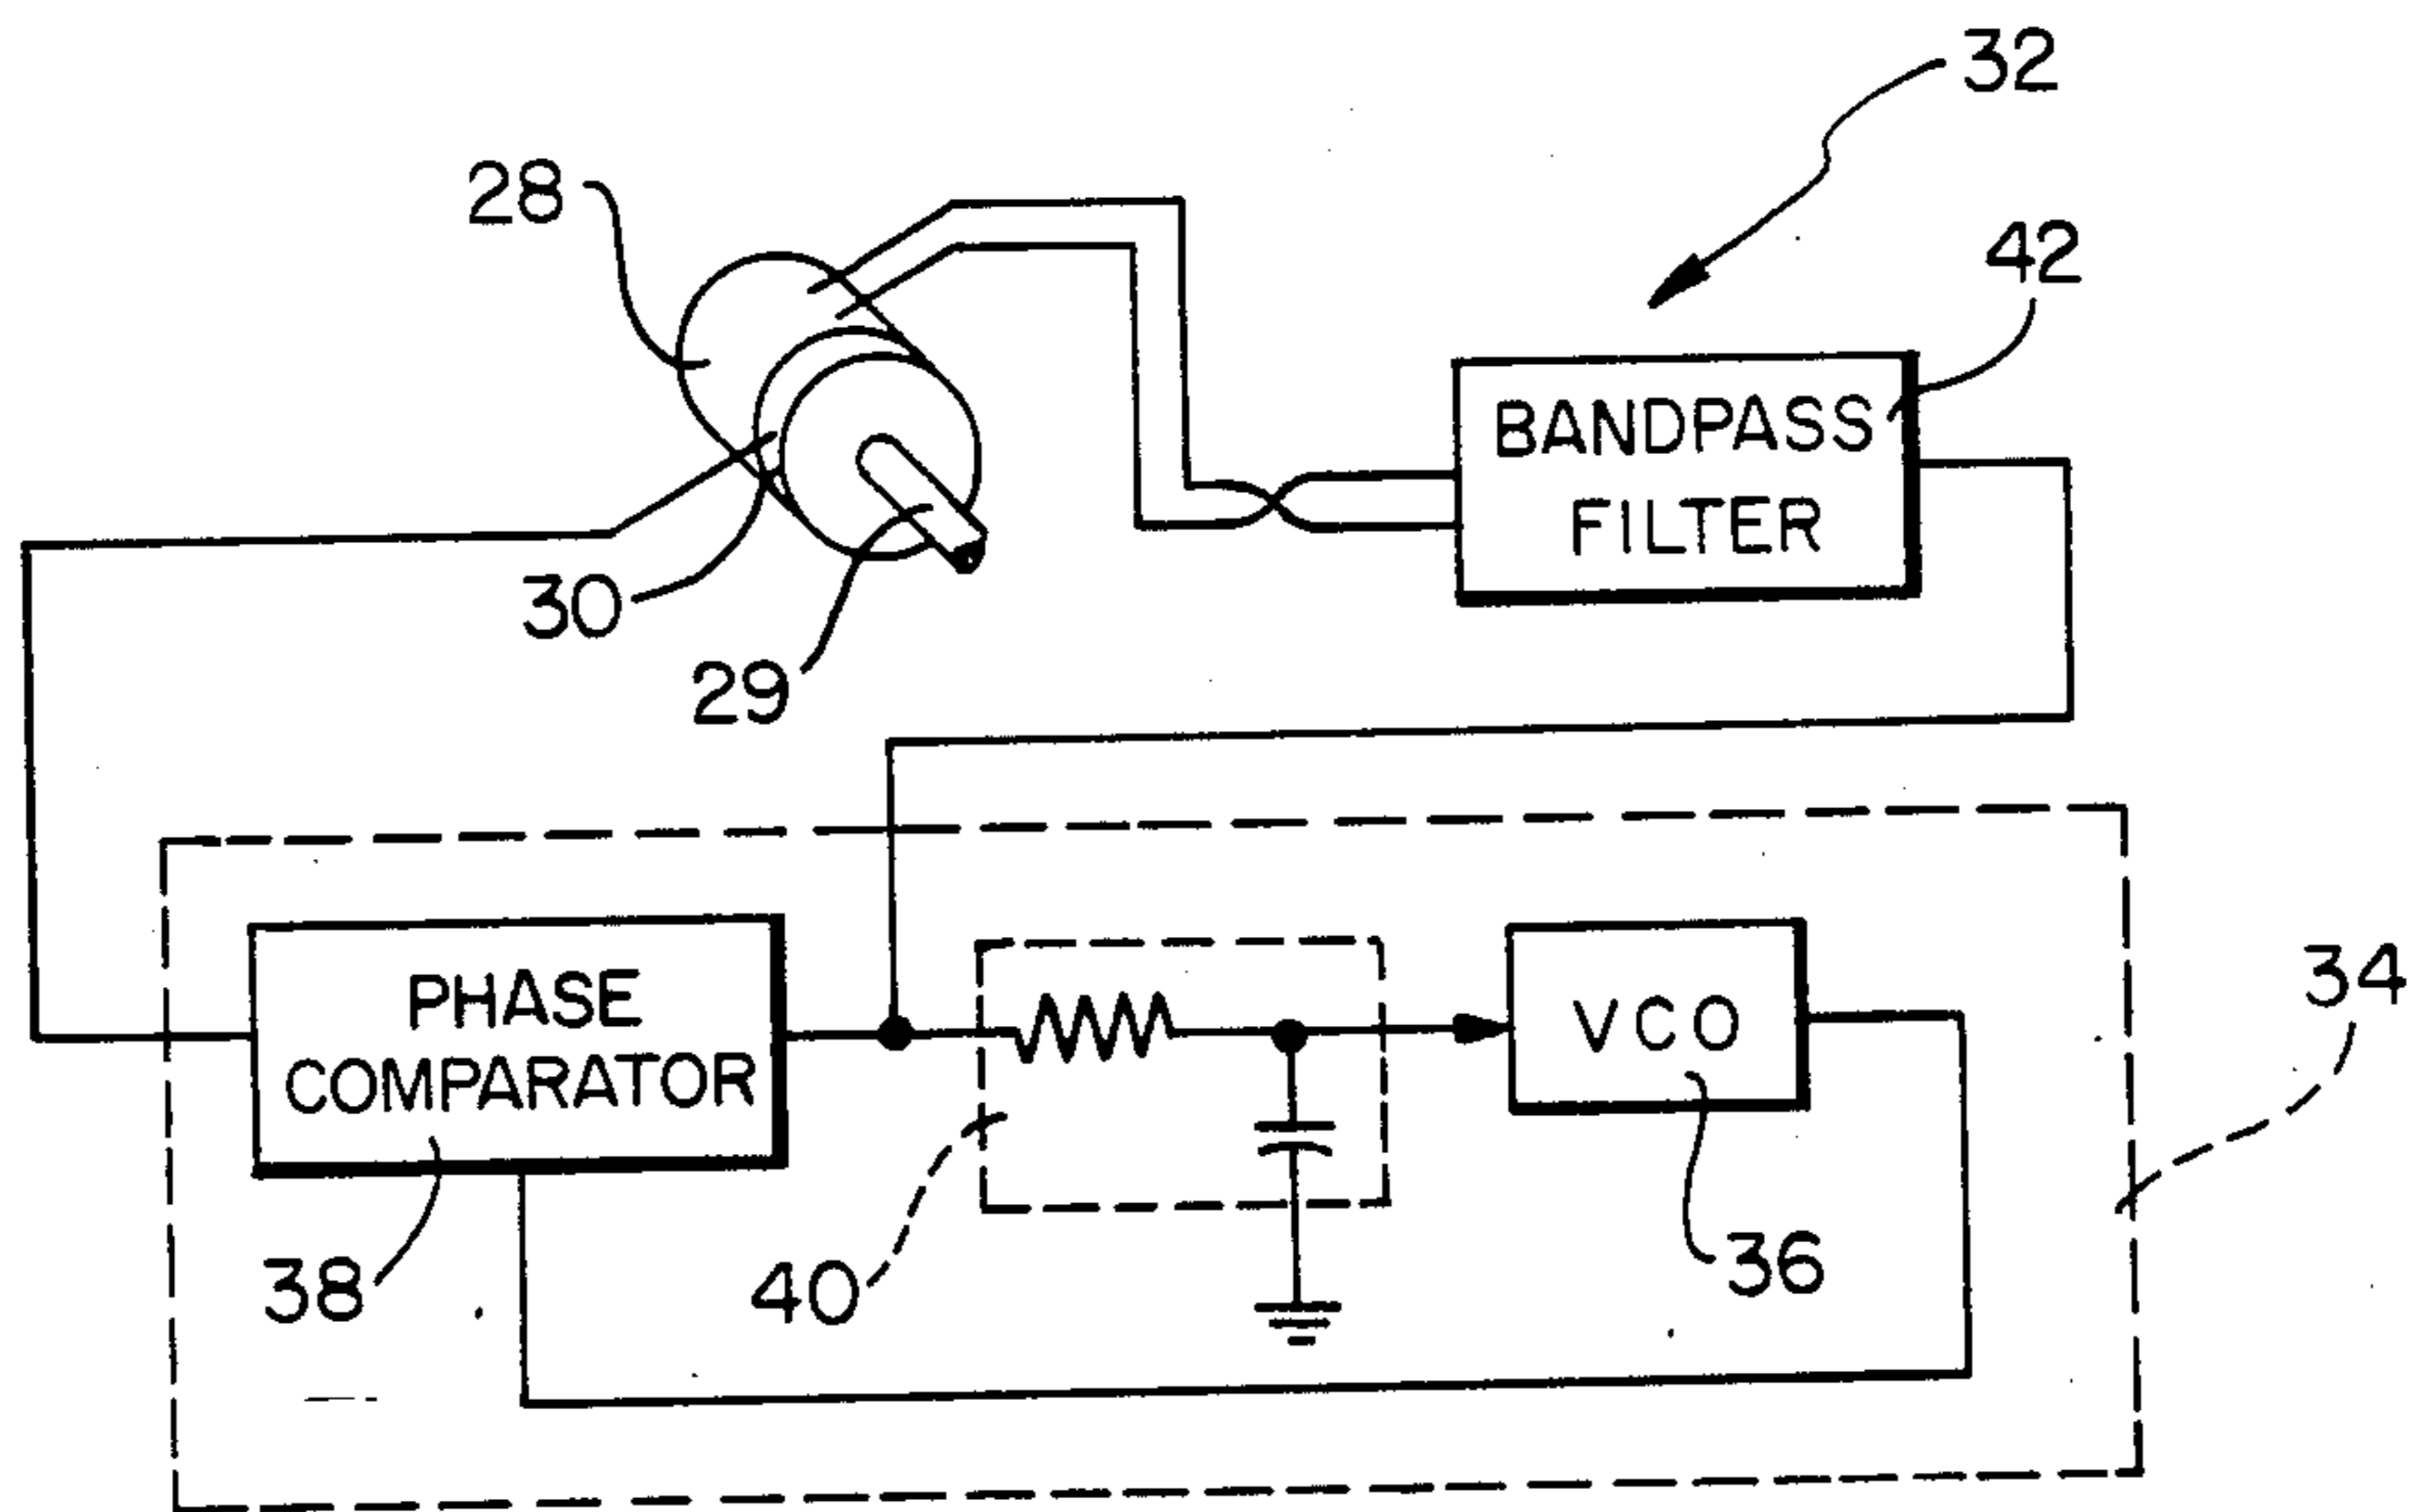 32
28
42
BANDPASS
FILTER
30
29
34
PHASE
COMPARATOR
VCO
38
40
36